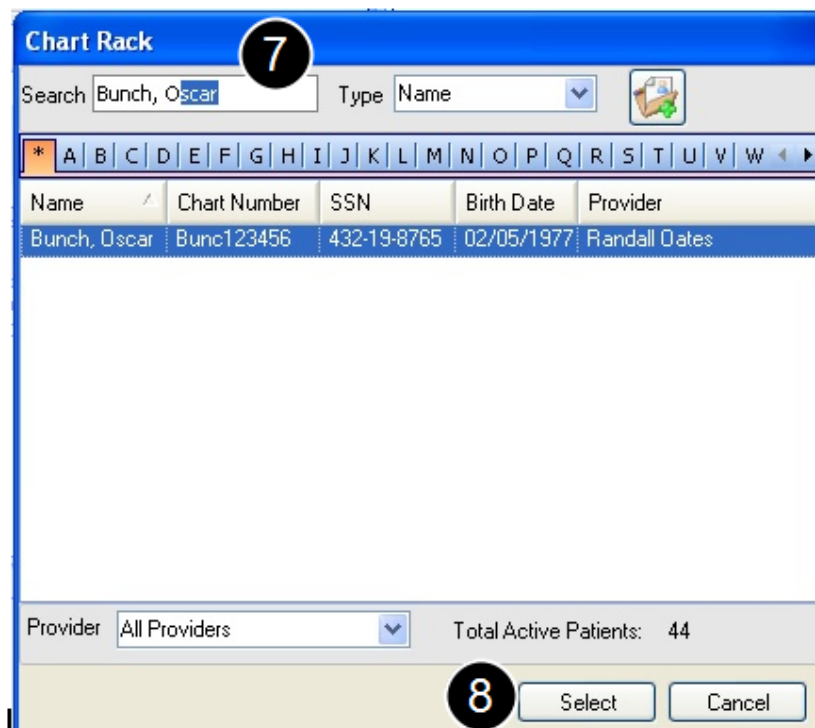 Chart Rack
7
Search Bunch, Oscar Type Name
* A B C D E F G H I J K L M N O P Q R S T U V W
Name Chart Number SSN Birth Date Provider
Bunch, Oscar Bunc123456 432-19-8765 02/05/1977 Randall Oates
Provider All Providers Total Active Patients: 44
8 Select Cancel